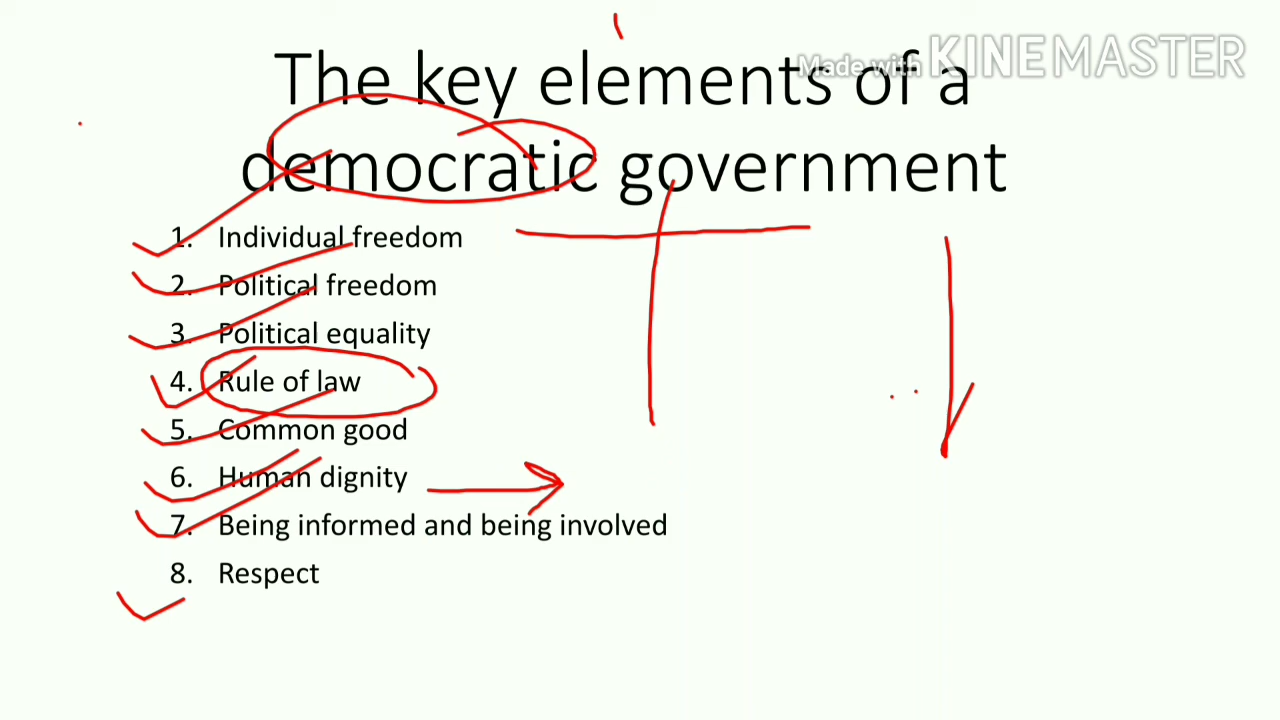 Made with KINEMASTER
The key elements of a
democratic government
1. Individual freedom
2. Political freedom
3. Political equality
4. Rule of law
5. Common good
6. Human dignity
7. Being informed and being involved
8. Respect